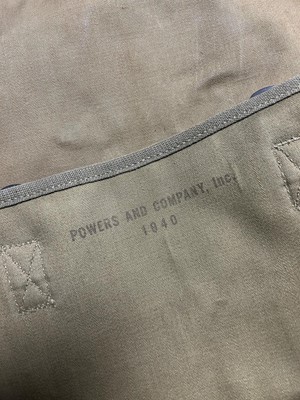 POWERS AND COMPANY, Inc.
1940